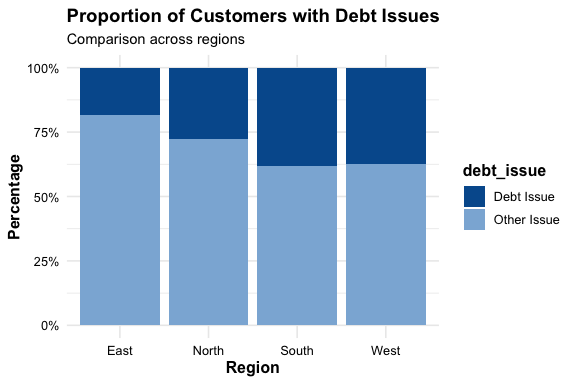 Proportion of Customers with Debt Issues
Comparison across regions
100%
75%
50%
25%
0%
Percentage
East North South West
Region
debt_issue
Debt Issue
Other Issue